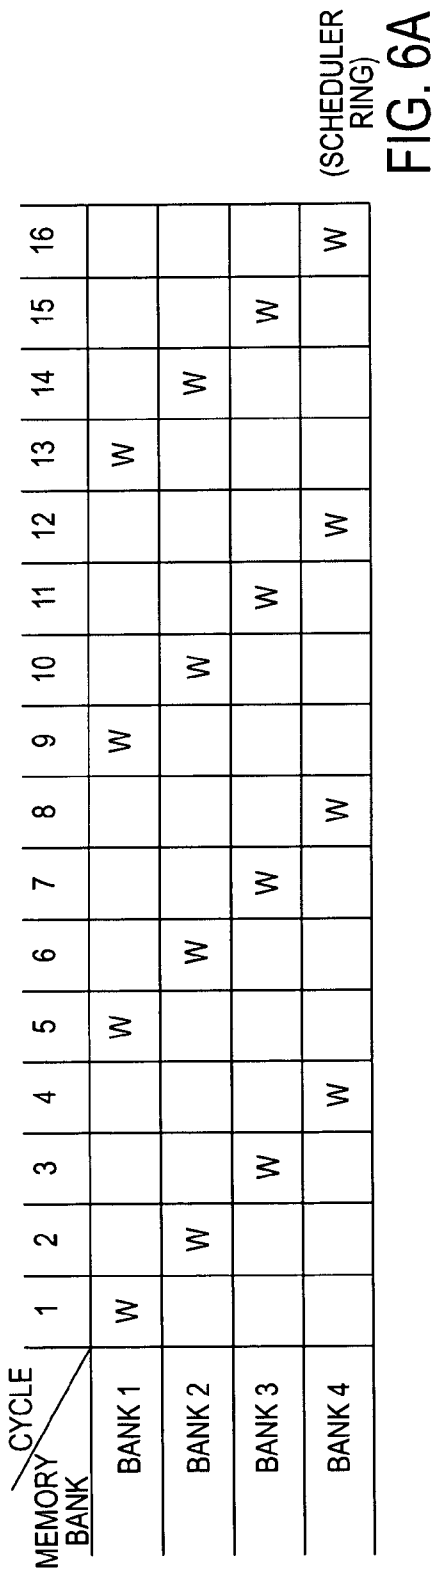 CYCLE 1 2 3 4 5 6 7 8 9 10 11 12 13 14 15 16
MEMORY
BANK
BANK 1 W W W W
BANK 2 W W W W
BANK 3 W W W W
BANK 4 W W W W
(SCHEDULER
RING)
FIG. 6A